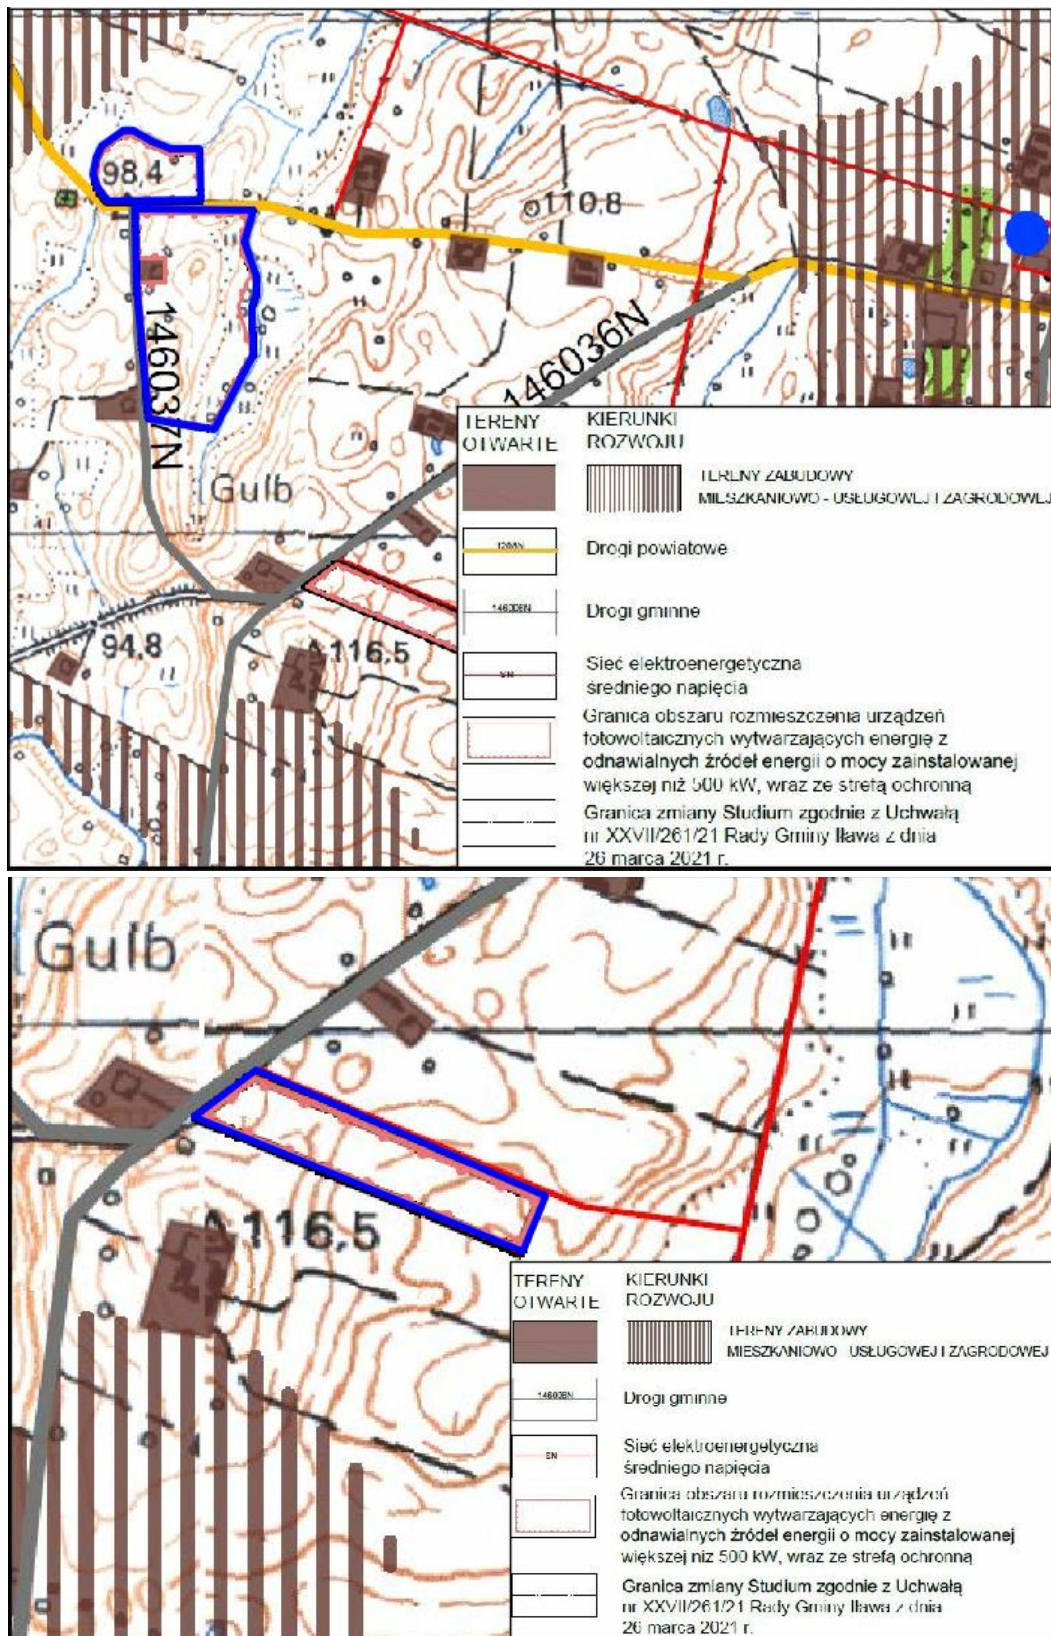 98,4
110,8
146037N
146036N
Gulb
94,8
116,5
TERENY OTWARTE
KIERUNKI ROZWOJU
TERENY ZABUDOWY
MIESZKANIOWO - USŁUGOWEJ I ZAGRODOWEJ
Drogi powiatowe
146006N
Drogi gminne
SN
Sieć elektroenergetyczna
średniego napięcia
Granica obszaru rozmieszczenia urządzeń
fotowoltaicznych wytwarzających energię z
odnawialnych źródeł energii o mocy zainstalowanej
większej niż 500 kW, wraz ze strefą ochronną
Granica zmiany Studium zgodnie z Uchwałą
nr XXVII/261/21 Rady Gminy Iława z dnia
26 marca 2021 r.
Gulb
116,5
TERENY OTWARTE
KIERUNKI ROZWOJU
TERENY ZABUDOWY
MIESZKANIOWO - USŁUGOWEJ I ZAGRODOWEJ
146006N
Drogi gminne
SN
Sieć elektroenergetyczna
średniego napięcia
Granica obszaru rozmieszczenia urządzeń
fotowoltaicznych wytwarzających energię z
odnawialnych źródeł energii o mocy zainstalowanej
większej niż 500 kW, wraz ze strefą ochronną
Granica zmiany Studium zgodnie z Uchwałą
nr XXVII/261/21 Rady Gminy Iława z dnia
26 marca 2021 r.